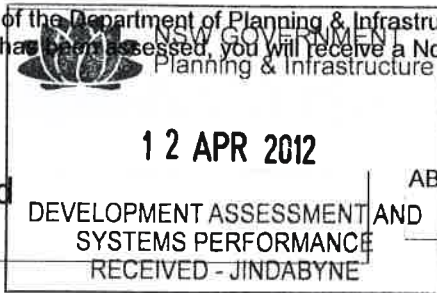 of the Department of Planning & Infrastru
has been assessed, you will receive a No
NSW GOVERNMENT
Planning & Infrastructure
12 APR 2012
d
AB
DEVELOPMENT ASSESSMENT AND
SYSTEMS PERFORMANCE
RECEIVED - JINDABYNE